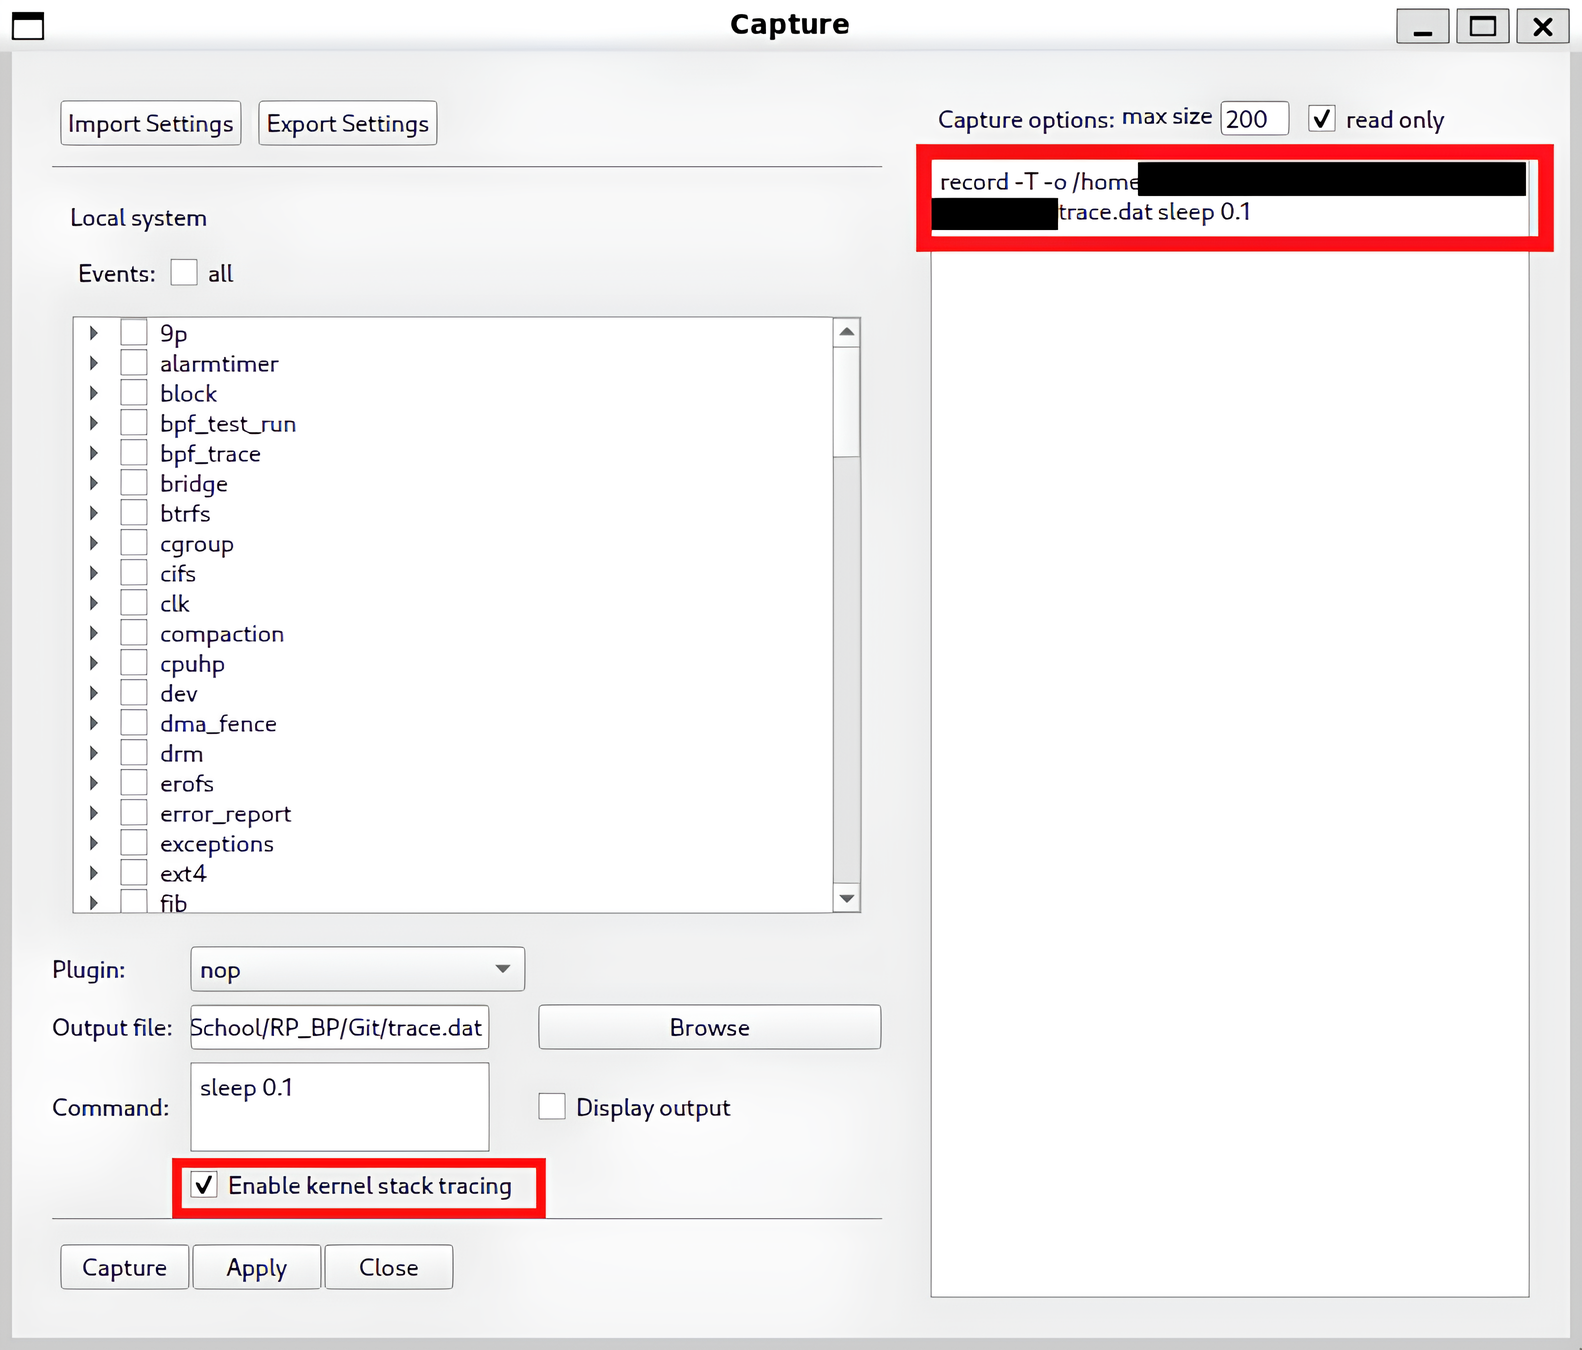 Capture
Import Settings Export Settings
Local system
Events: all
9p
alarmtimer
block
bpf_test_run
bpf_trace
bridge
btrfs
cgroup
cifs
clk
compaction
cpuhp
dev
dma_fence
drm
erofs
error_report
exceptions
ext4
fib
Plugin: nop
Output file: School/RP_BP/Git/trace.dat Browse
Command: sleep 0.1 Display output
Enable kernel stack tracing
Capture Apply Close
Capture options: max size 200 read only
record -T -o /home
trace.dat sleep 0.1